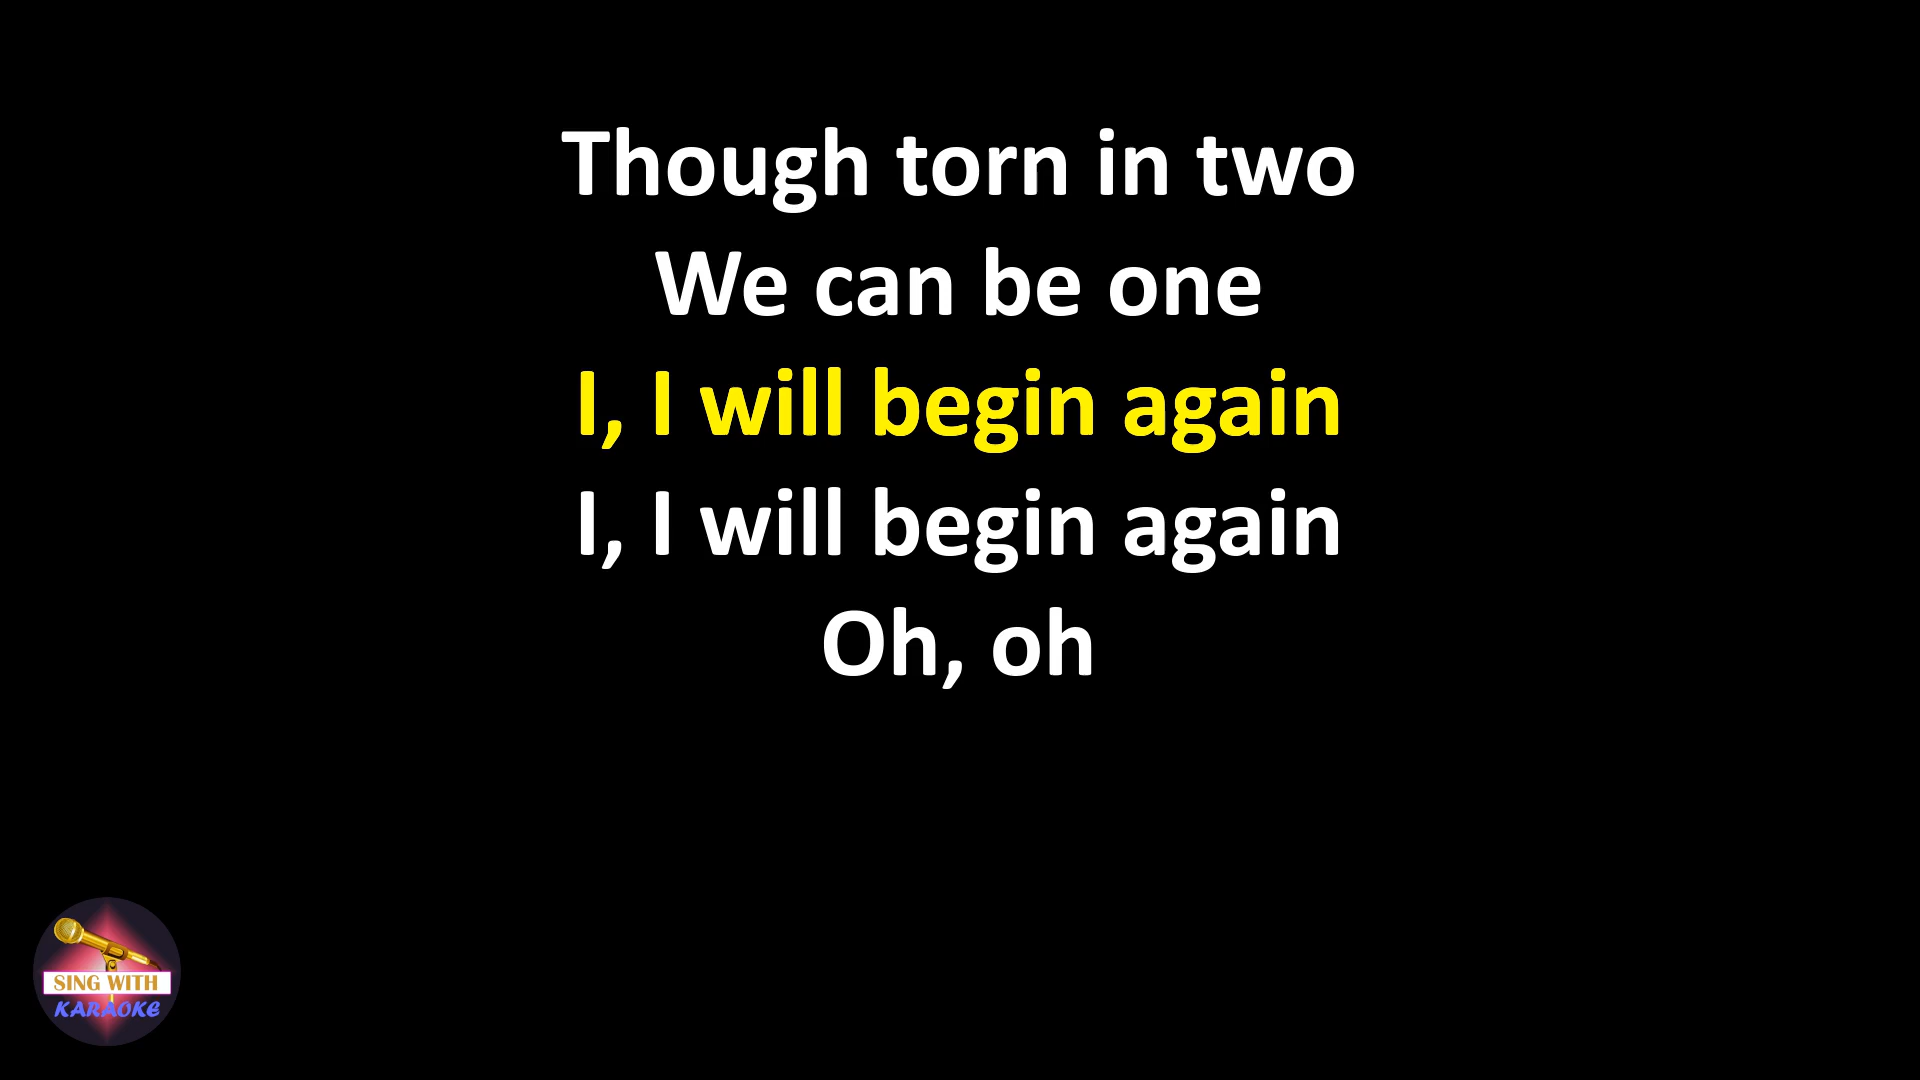 Though torn in two
We can be one
I, I will begin again
I, I will begin again
Oh, oh
SING WITH
KARAOKE